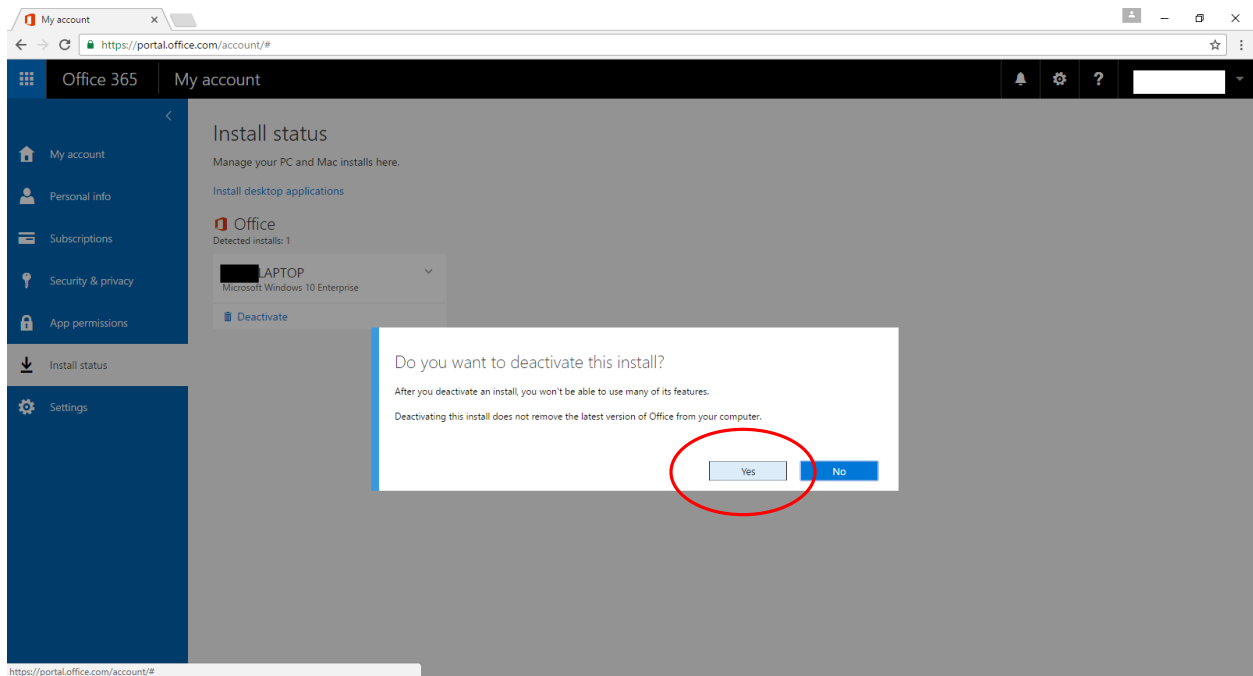 My account
https://portal.office.com/account/#
Office 365
My account
?
My account
Personal info
Subscriptions
Security & privacy
App permissions
Install status
Settings
Install status
Manage your PC and Mac installs here.
Install desktop applications
Office
Detected installs: 1
LAPTOP
Microsoft Windows 10 Enterprise
Deactivate
Do you want to deactivate this install?
After you deactivate an install, you won't be able to use many of its features.
Deactivating this install does not remove the latest version of Office from your computer.
Yes
No
https://portal.office.com/account/#